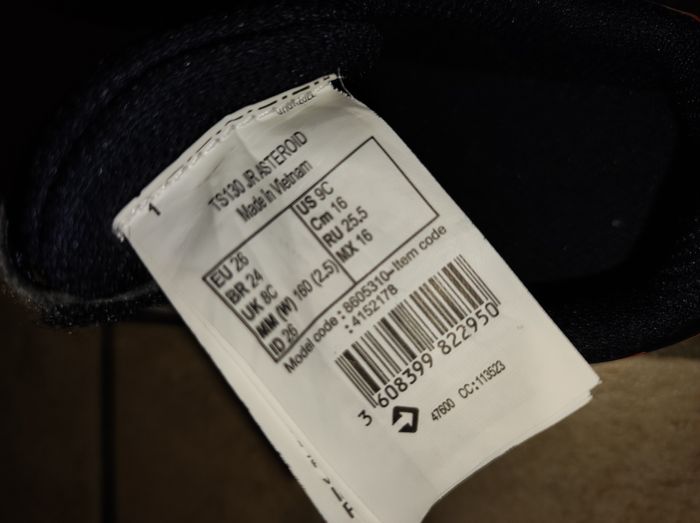 1
TS130 JR ASTEROID
Made in Vietnam
EU 26 US 9C
BR 24 Cm 16
UK 8C RU 25.5
MM (W) 160 (2.5) MX 16
ID 26
Model code : 8605310-Item code
: 4152178
3 608399 822950
47600 CC:113523